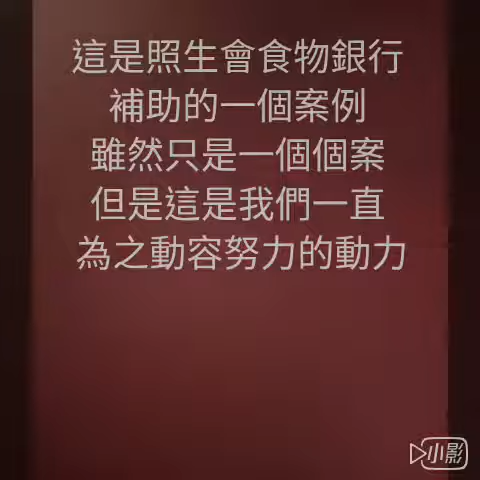 這是照生會食物銀行
補助的一個案例
雖然只是一個個案
但是這是我們一直
為之動容努力的動力
小影